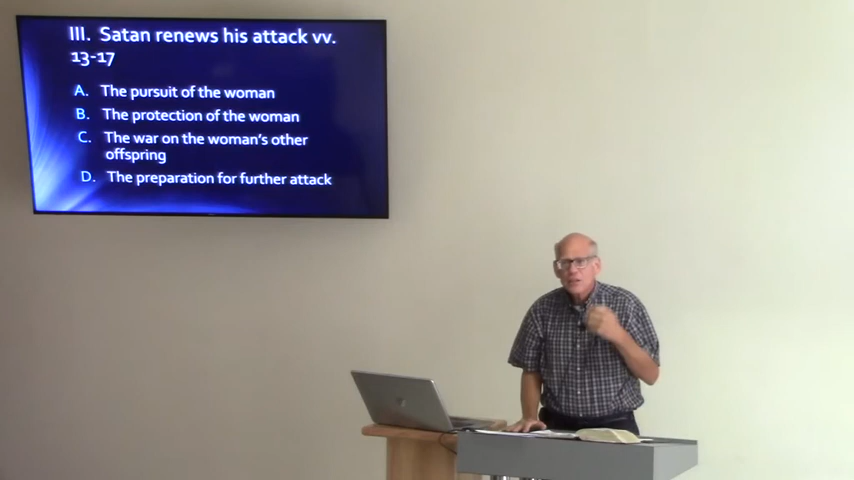 III. Satan renews his attack vv.
13-17
A. The pursuit of the woman
B. The protection of the woman
C. The war on the woman's other
offspring
D. The preparation for further attack